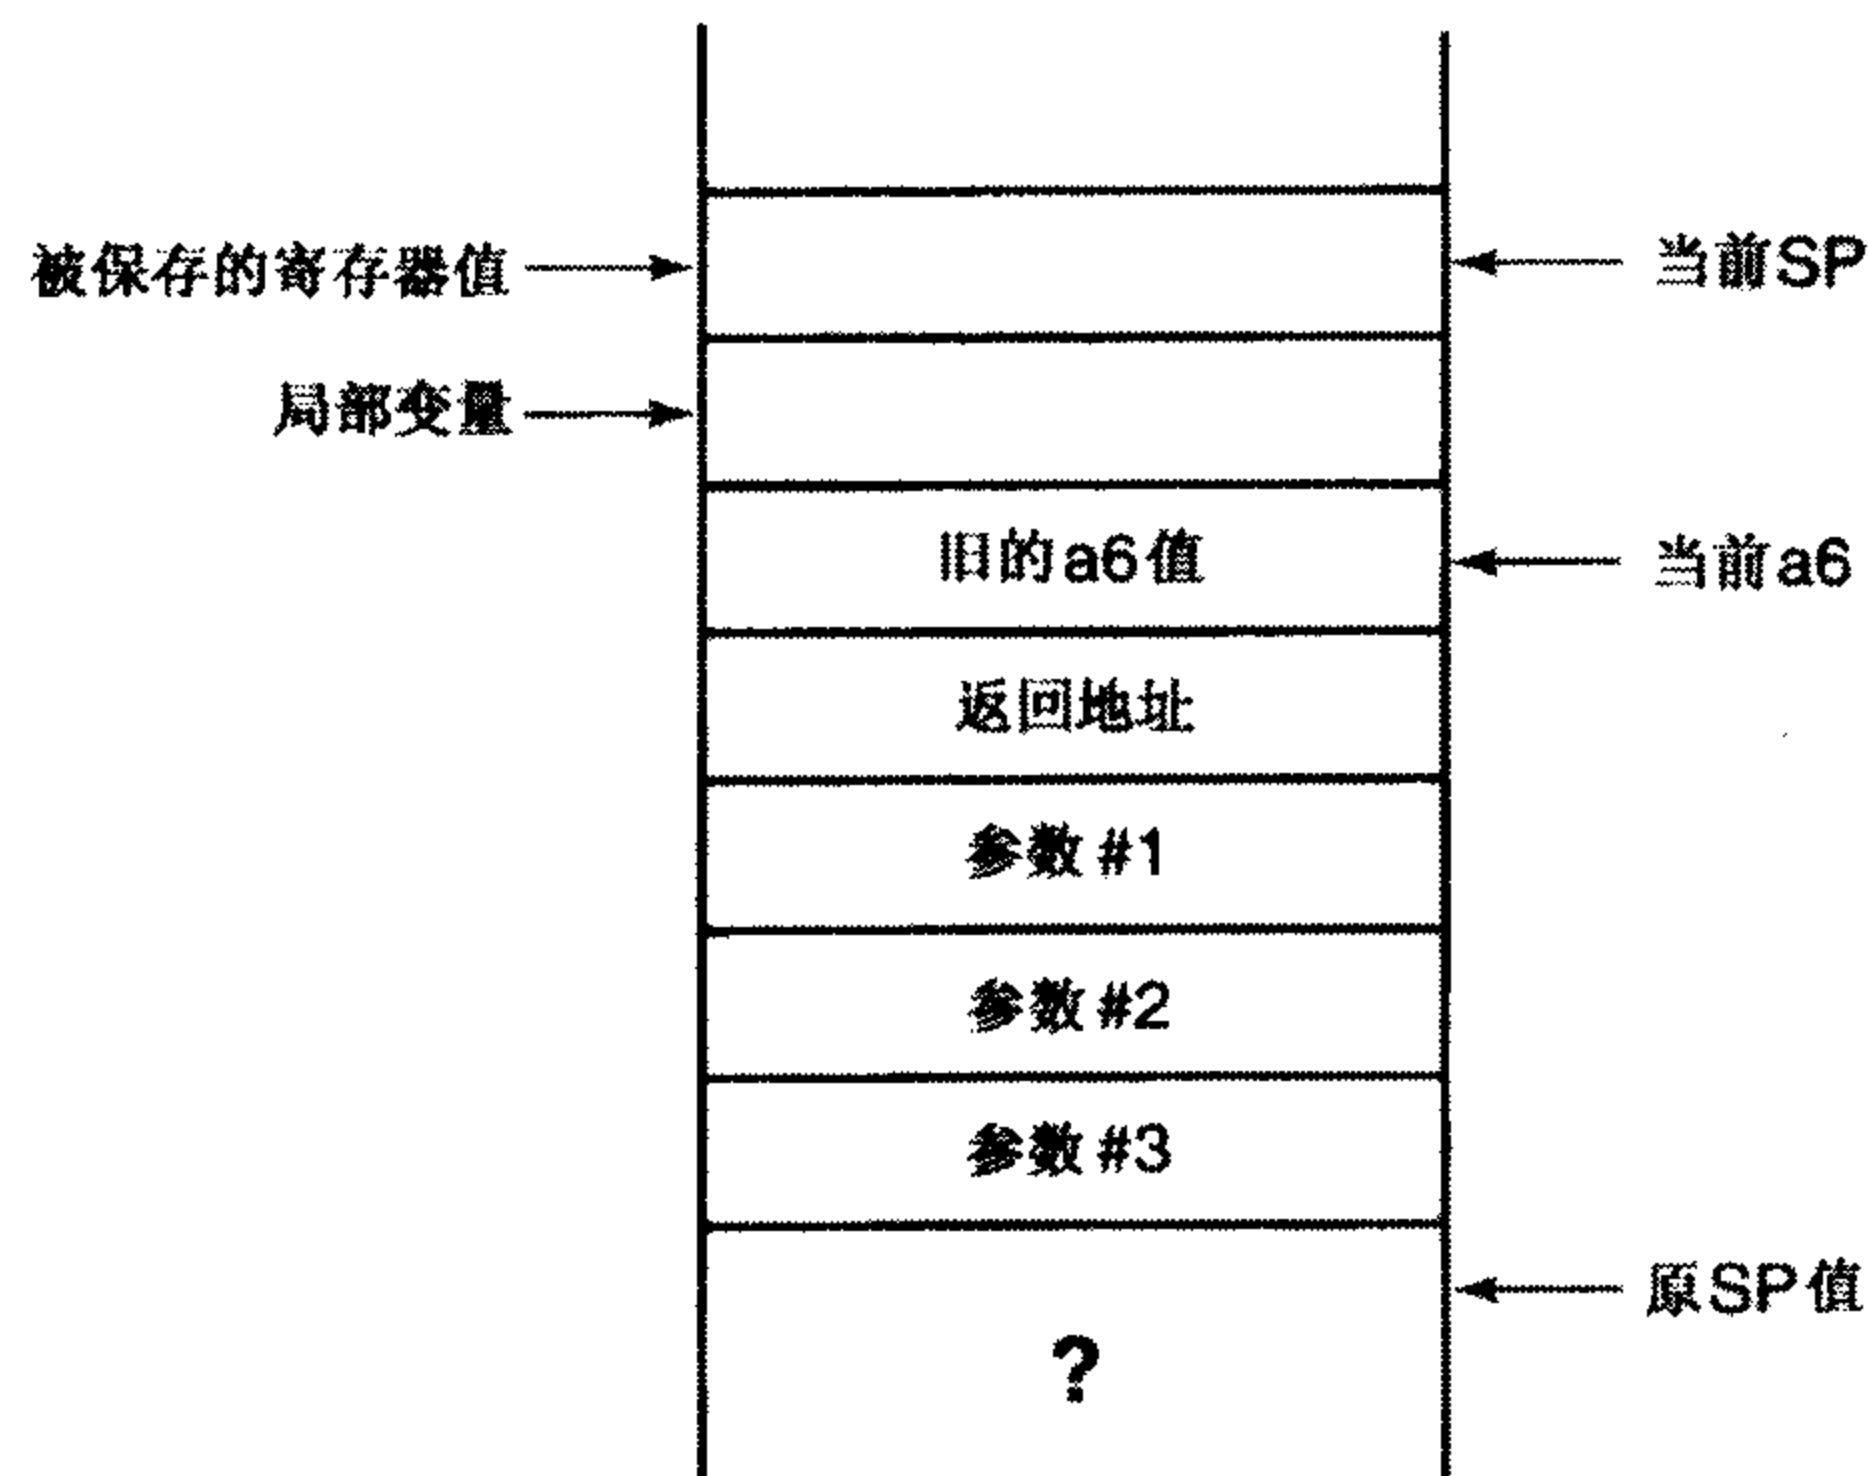 被保存的寄存器值
当前SP
局部变量
旧的a6值
当前a6
返回地址
参数 #1
参数 #2
参数 #3
原SP值
?